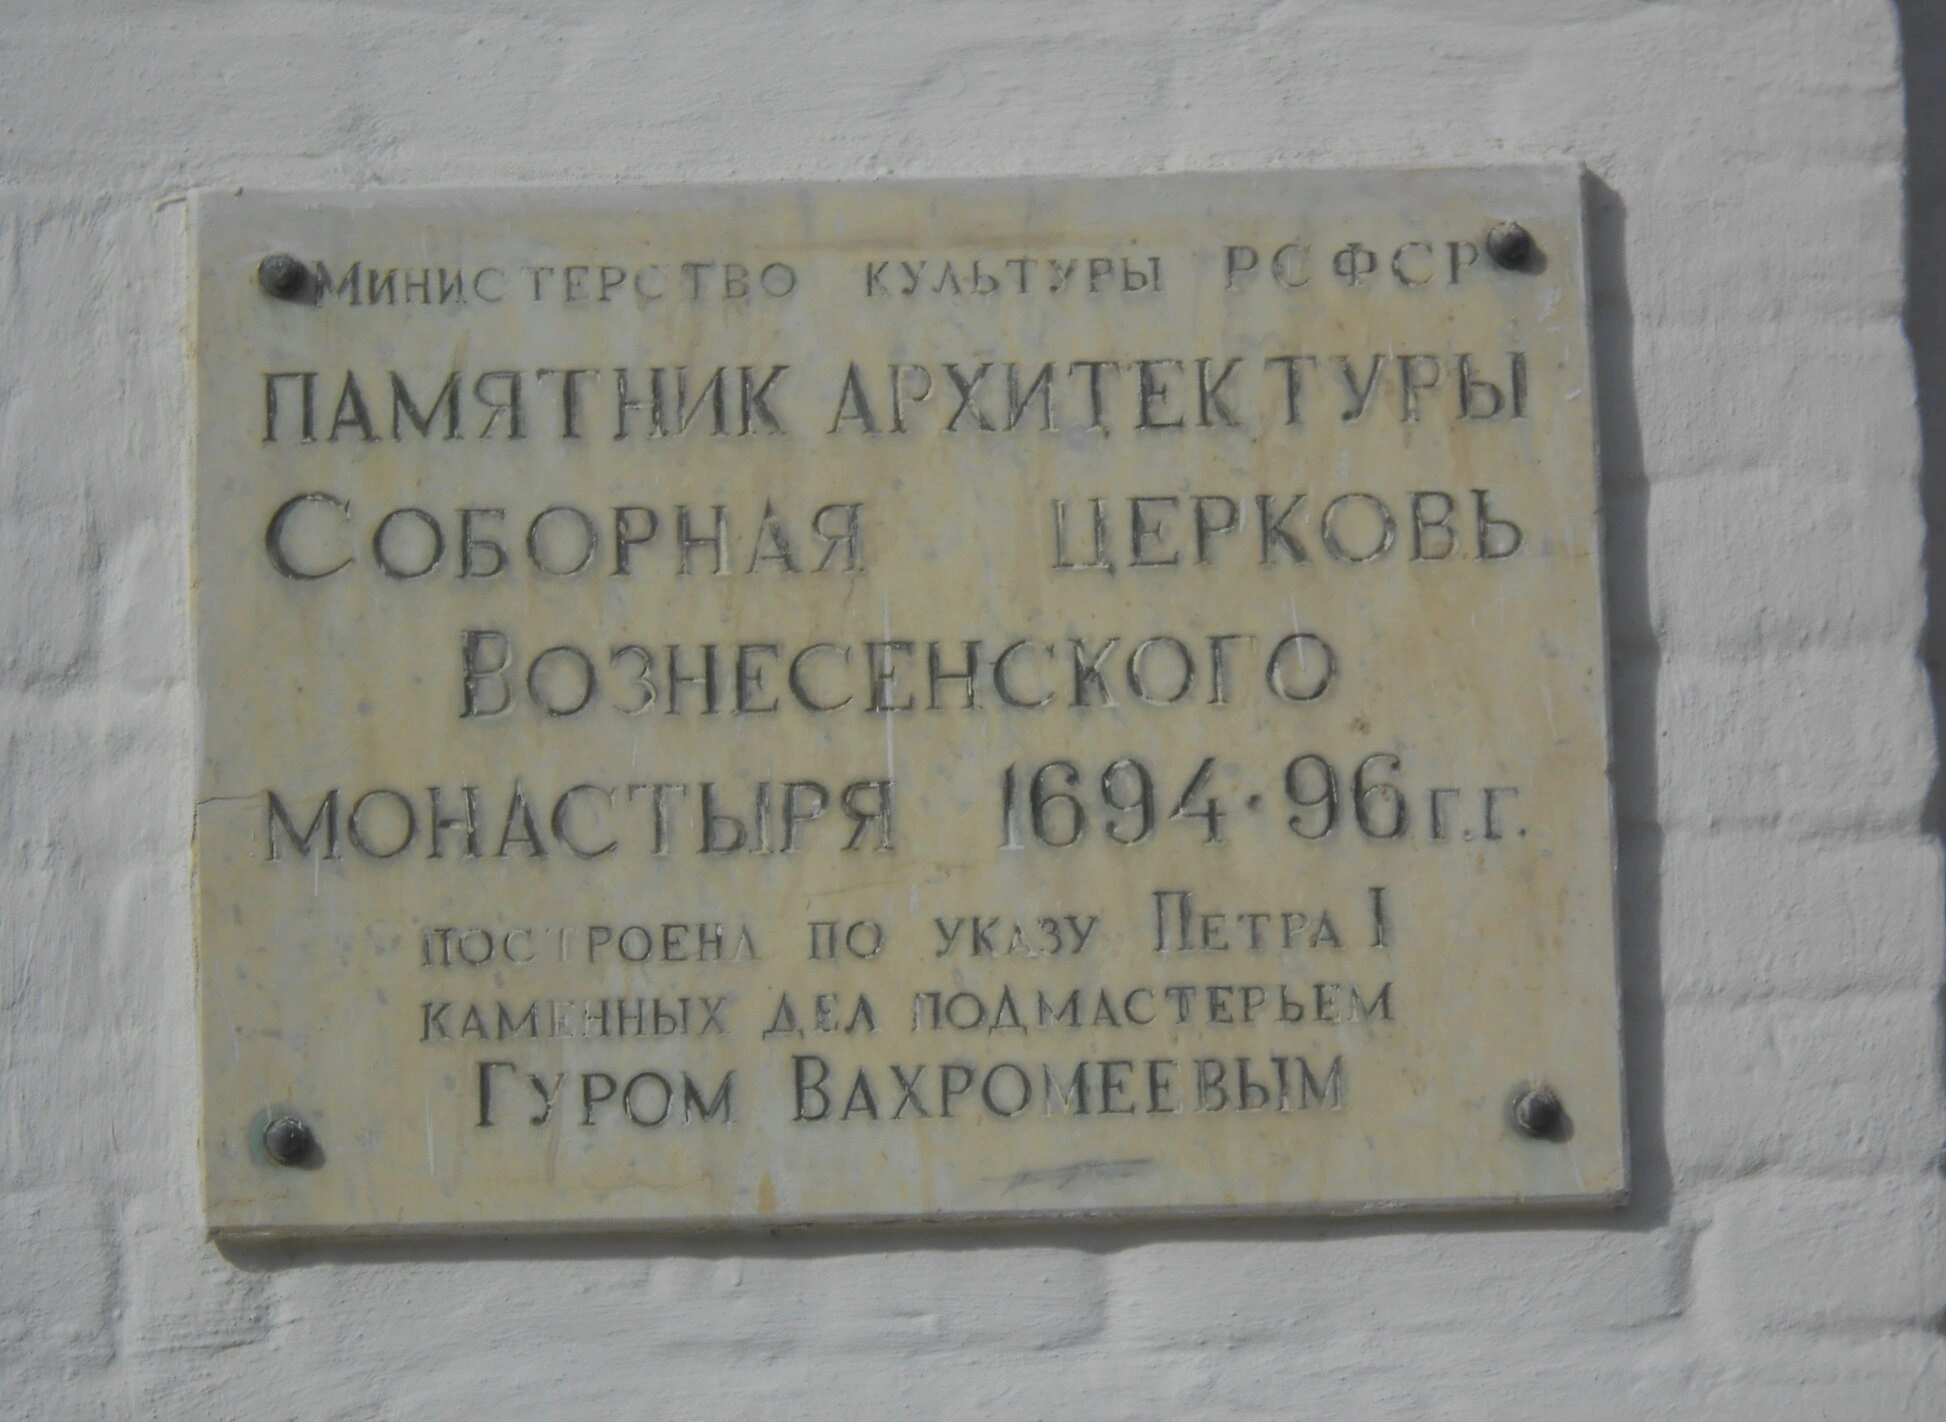 Министерство культуры РСФСР
ПАМЯТНИК АРХИТЕКТУРЫ
Соборная церковь
Вознесенского
монастыря 1694-96г.г.
построена по указу Петра I
каменных дел подмастерьем
Гуром Вахромеевым